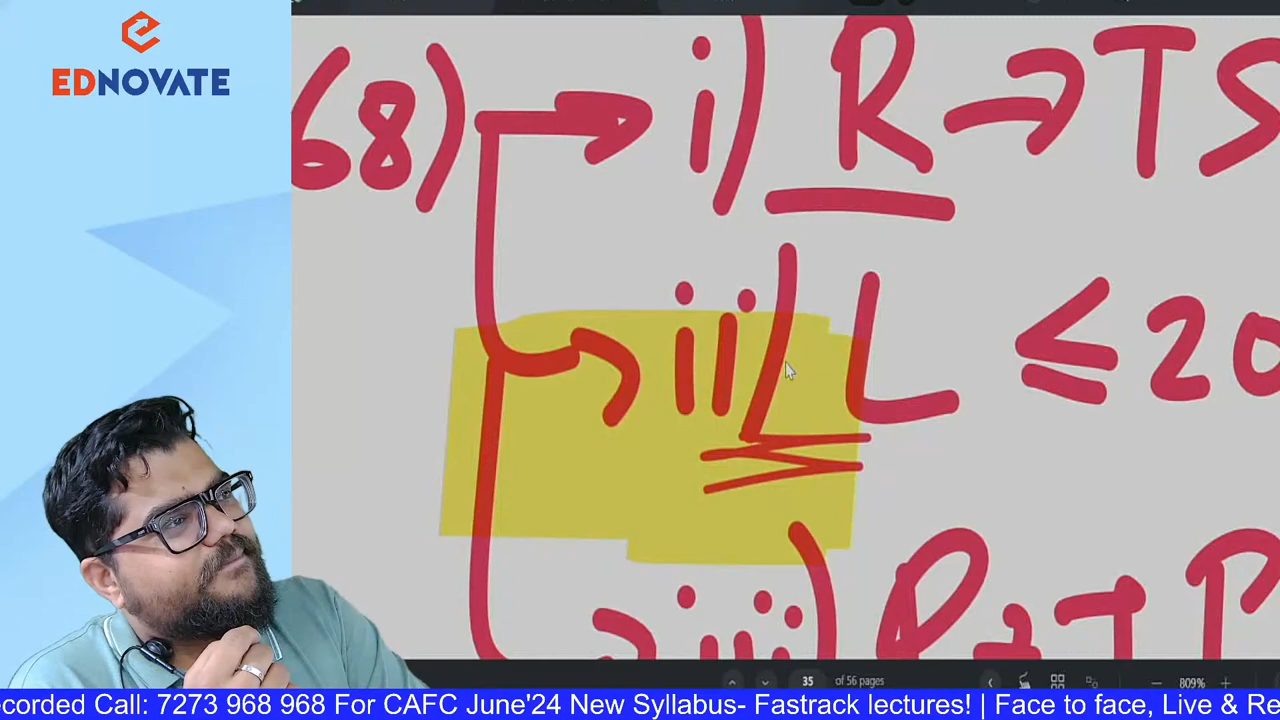 EDNOVATE
68) → i) R → TS
ii) L ≤ 20
iii)
35 of 56 pages
809%
ecorded Call: 7273 968 968 For CAFC June'24 New Syllabus- Fastrack lectures! | Face to face, Live & Re